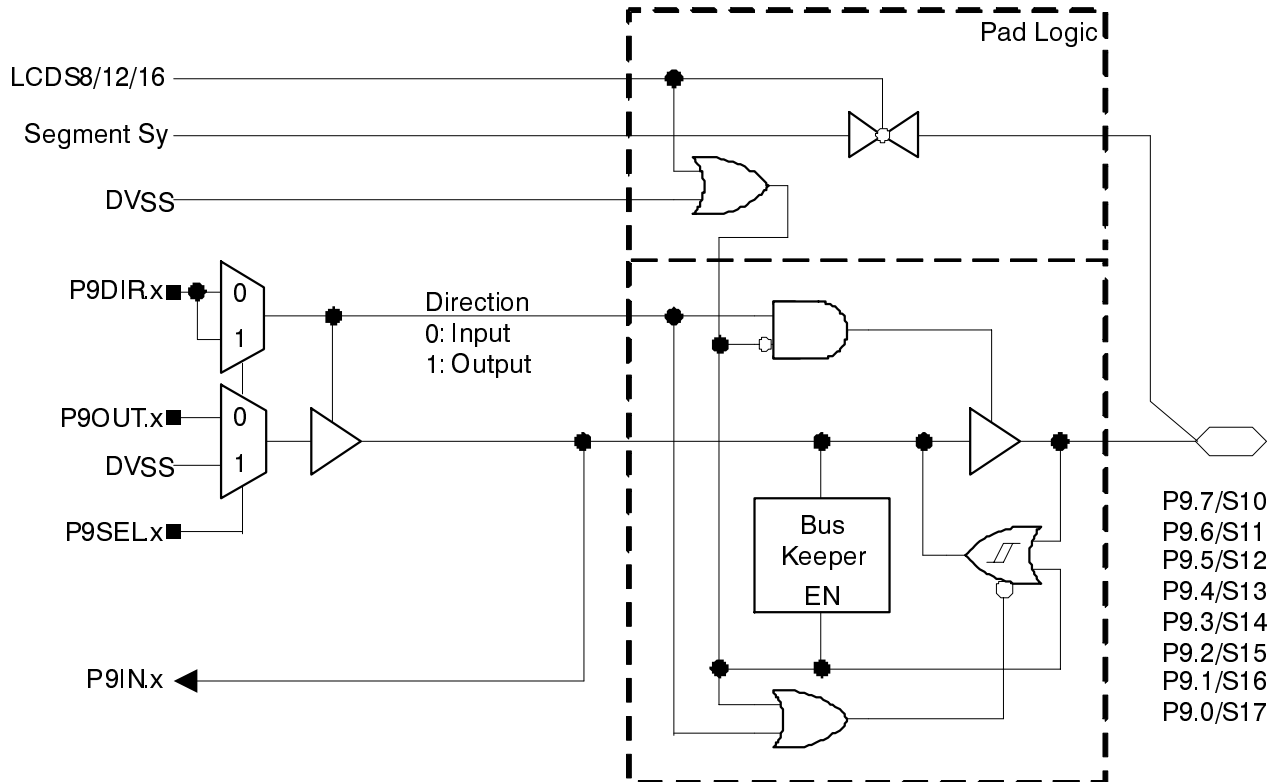 Pad Logic
LCDS8/12/16
Segment Sy
DVSS
P9DIR.x
0
1
Direction
0: Input
1: Output
P9OUT.x
0
DVSS
1
P9SEL.x
Bus
Keeper
EN
P9IN.x
P9.7/S10
P9.6/S11
P9.5/S12
P9.4/S13
P9.3/S14
P9.2/S15
P9.1/S16
P9.0/S17